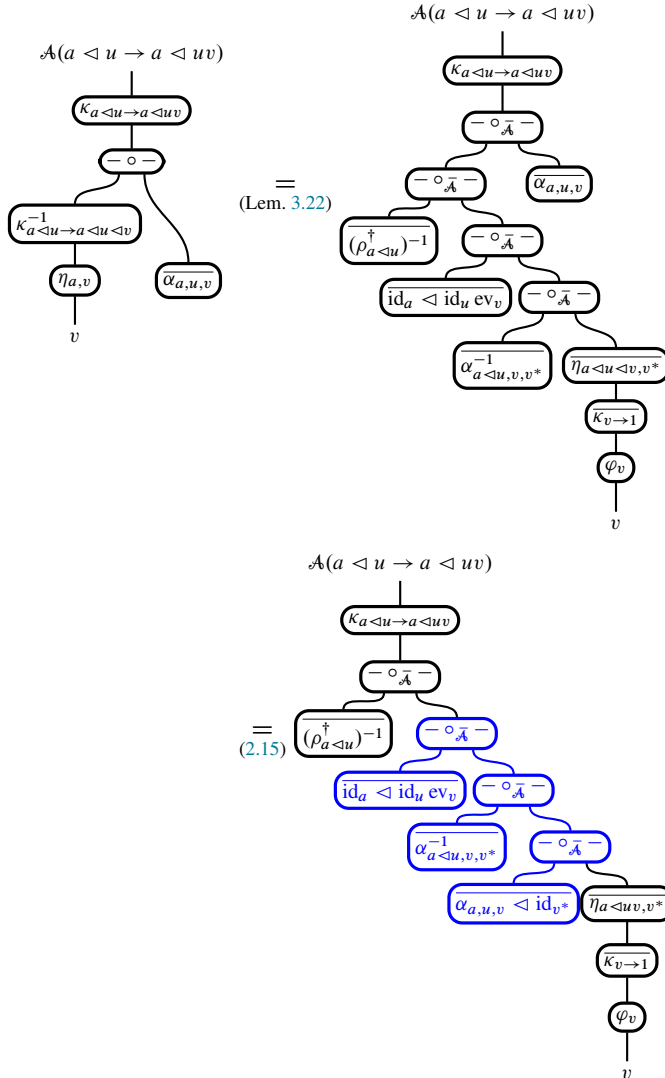 𝒜(a ◁ u → a ◁ uv)
κ_{a◁u→a◁uv}
− ∘ −
κ^{−1}_{a◁u→a◁u◁v}
η_{a,v}
\overline{α_{a,u,v}}
v
=
(Lem. 3.22)
𝒜(a ◁ u → a ◁ uv)
κ_{a◁u→a◁uv}
− ∘_{\bar{𝒜}} −
− ∘_{\bar{𝒜}} −
\overline{α_{a,u,v}}
\overline{(ρ^†_{a◁u})^{−1}}
− ∘_{\bar{𝒜}} −
\overline{id_a ◁ id_u ev_v}
− ∘_{\bar{𝒜}} −
\overline{α^{−1}_{a◁u,v,v*}}
\overline{η_{a◁u◁v,v*}}
\overline{κ_{v→1}}
φ_v
v
𝒜(a ◁ u → a ◁ uv)
κ_{a◁u→a◁uv}
− ∘_{\bar{𝒜}} −
=
(2.15)
\overline{(ρ^†_{a◁u})^{−1}}
− ∘_{\bar{𝒜}} −
\overline{id_a ◁ id_u ev_v}
− ∘_{\bar{𝒜}} −
\overline{α^{−1}_{a◁u,v,v*}}
− ∘_{\bar{𝒜}} −
\overline{α_{a,u,v} ◁ id_{v*}}
\overline{η_{a◁uv,v*}}
\overline{κ_{v→1}}
φ_v
v